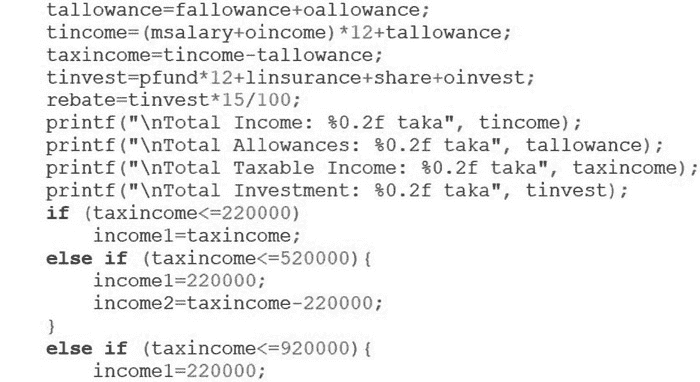 tallowance=fallowance+oallowance;
tincome=(msalary+oincome)*12+tallowance;
taxincome=tincome-tallowance;
tinvest=pfund*12+linsurance+share+oinvest;
rebate=tinvest*15/100;
printf("\nTotal Income: %0.2f taka", tincome);
printf("\nTotal Allowances: %0.2f taka", tallowance);
printf("\nTotal Taxable Income: %0.2f taka", taxincome);
printf("\nTotal Investment: %0.2f taka", tinvest);
if (taxincome<=220000)
    income1=taxincome;
else if (taxincome<=520000){
    income1=220000;
    income2=taxincome-220000;
}
else if (taxincome<=920000){
    income1=220000;